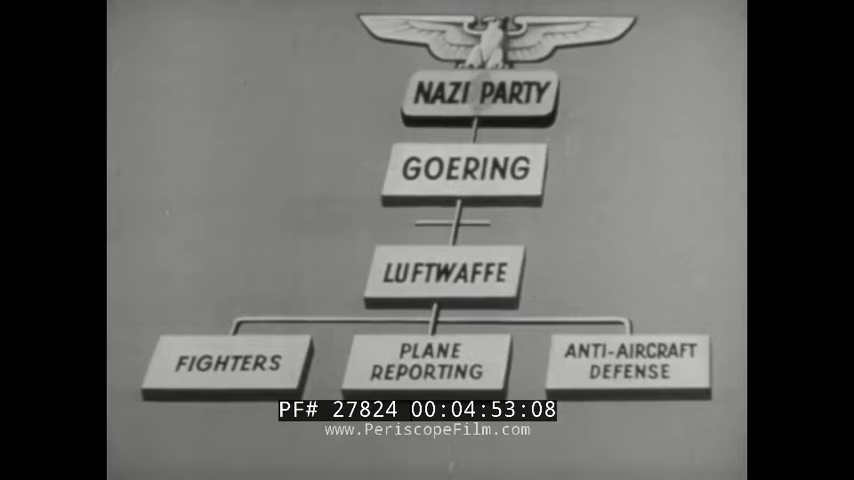 NAZI PARTY
GOERING
LUFTWAFFE
FIGHTERS
PLANE
REPORTING
ANTI-AIRCRAFT
DEFENSE
PF# 27824 00:04:53:08
www.PeriscopeFilm.com